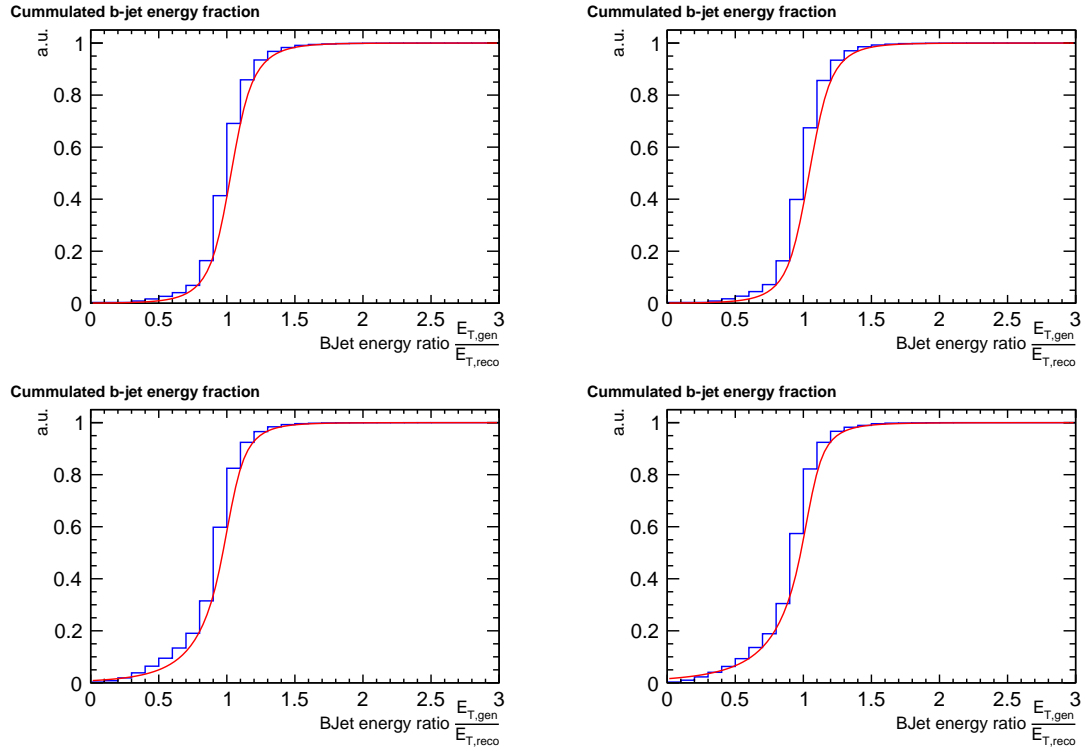 Cummulated b-jet energy fraction
a.u.
1
0.8
0.6
0.4
0.2
0
0 0.5 1 1.5 2 2.5 3
BJet energy ratio E_T,gen / E_T,reco
Cummulated b-jet energy fraction
a.u.
1
0.8
0.6
0.4
0.2
0
0 0.5 1 1.5 2 2.5 3
BJet energy ratio E_T,gen / E_T,reco
Cummulated b-jet energy fraction
a.u.
1
0.8
0.6
0.4
0.2
0
0 0.5 1 1.5 2 2.5 3
BJet energy ratio E_T,gen / E_T,reco
Cummulated b-jet energy fraction
a.u.
1
0.8
0.6
0.4
0.2
0
0 0.5 1 1.5 2 2.5 3
BJet energy ratio E_T,gen / E_T,reco